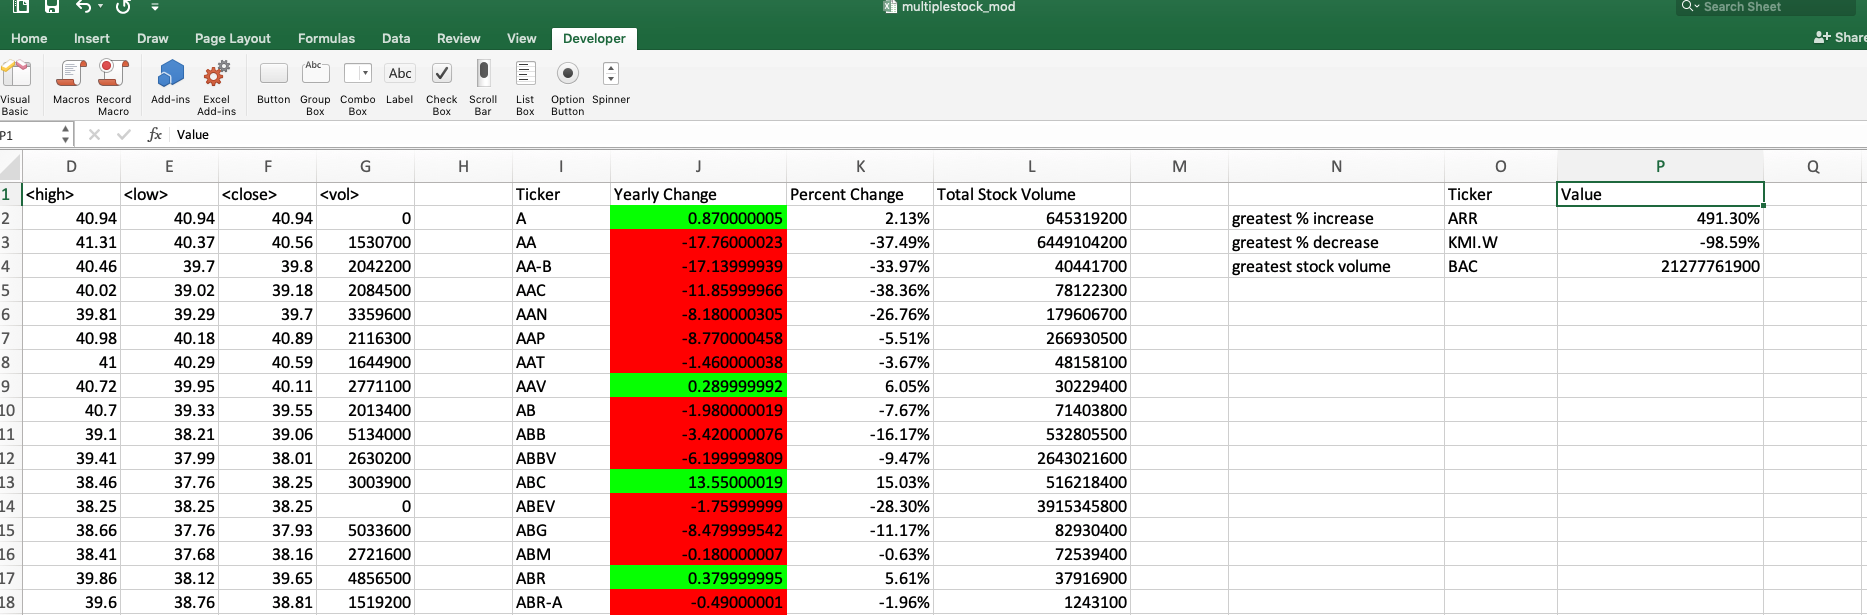 multiplestock_mod
Search Sheet
Home Insert Draw Page Layout Formulas Data Review View Developer
Share
Abc Abc
Visual Basic Macros Record Macro Add-ins Excel Add-ins Button Group Box Combo Box Label Check Box Scroll Bar List Box Option Button Spinner
P1 fx Value
D E F G H I J K L M N O P Q
1 <high> <low> <close> <vol> Ticker Yearly Change Percent Change Total Stock Volume Ticker Value
2 40.94 40.94 40.94 0 A 0.870000005 2.13% 645319200 greatest % increase ARR 491.30%
3 41.31 40.37 40.56 1530700 AA -17.76000023 -37.49% 6449104200 greatest % decrease KMI.W -98.59%
4 40.46 39.7 39.8 2042200 AA-B -17.13999939 -33.97% 40441700 greatest stock volume BAC 21277761900
5 40.02 39.02 39.18 2084500 AAC -11.85999966 -38.36% 78122300
6 39.81 39.29 39.7 3359600 AAN -8.180000305 -26.76% 179606700
7 40.98 40.18 40.89 2116300 AAP -8.770000458 -5.51% 266930500
8 41 40.29 40.59 1644900 AAT -1.460000038 -3.67% 48158100
9 40.72 39.95 40.11 2771100 AAV 0.289999992 6.05% 30229400
10 40.7 39.33 39.55 2013400 AB -1.980000019 -7.67% 71403800
11 39.1 38.21 39.06 5134000 ABB -3.420000076 -16.17% 532805500
12 39.41 37.99 38.01 2630200 ABBV -6.199999809 -9.47% 2643021600
13 38.46 37.76 38.25 3003900 ABC 13.55000019 15.03% 516218400
14 38.25 38.25 38.25 0 ABEV -1.75999999 -28.30% 3915345800
15 38.66 37.76 37.93 5033600 ABG -8.479999542 -11.17% 82930400
16 38.41 37.68 38.16 2721600 ABM -0.180000007 -0.63% 72539400
17 39.86 38.12 39.65 4856500 ABR 0.379999995 5.61% 37916900
18 39.6 38.76 38.81 1519200 ABR-A -0.49000001 -1.96% 1243100